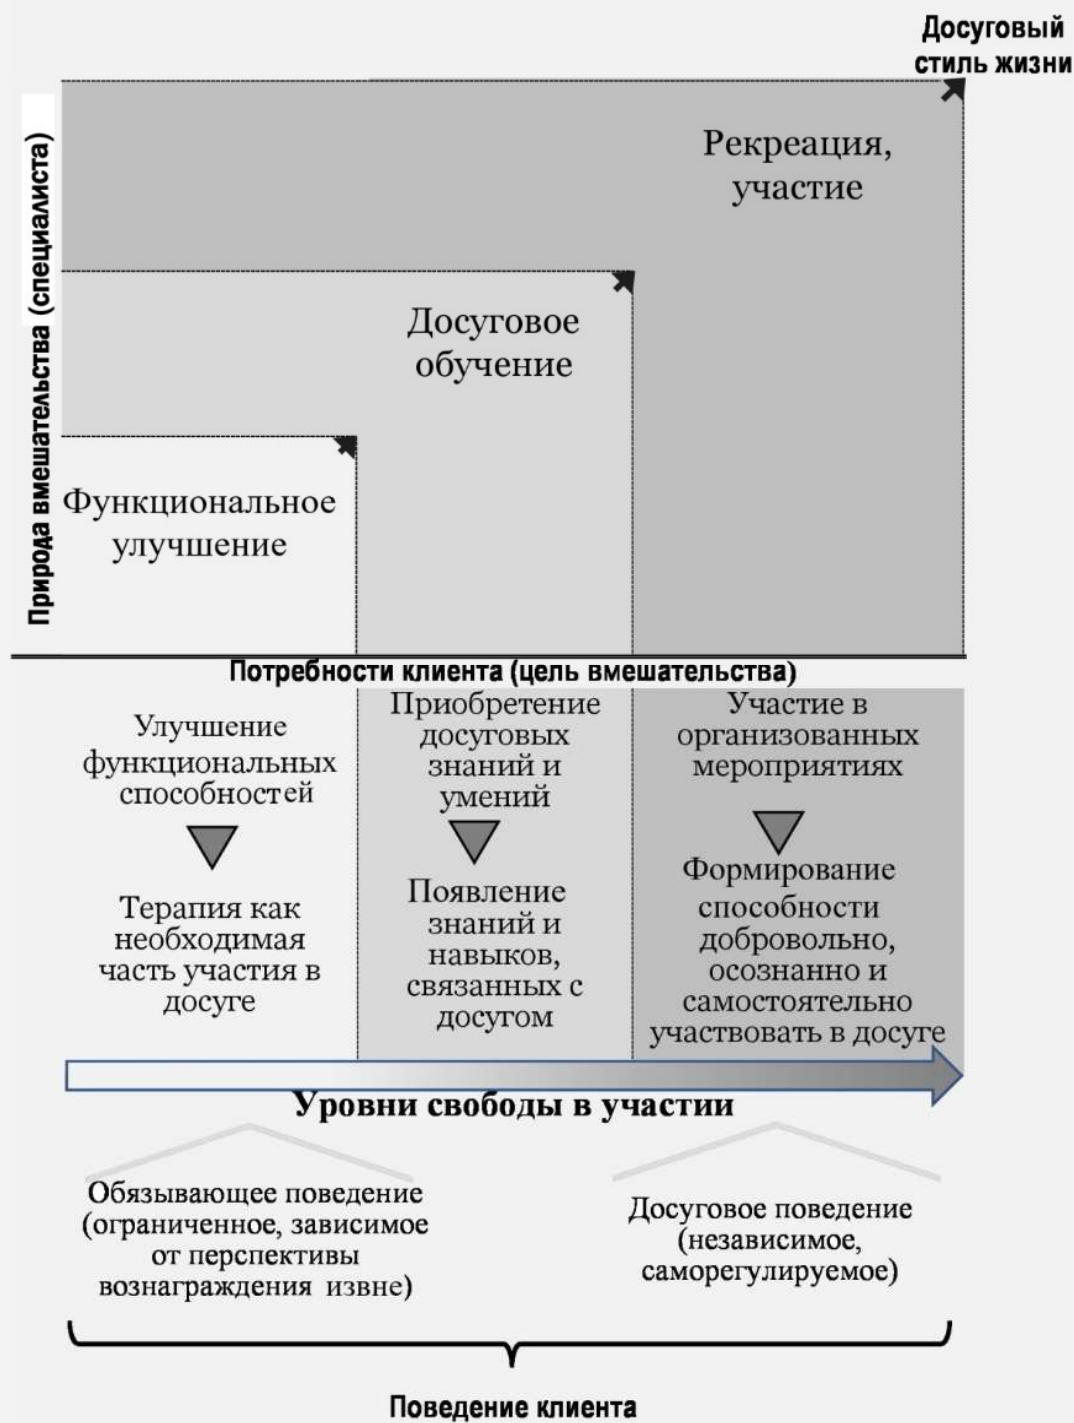 Досуговый
стиль жизни
Природа вмешательства (специалиста)
Рекреация,
участие
Досуговое
обучение
Функциональное
улучшение
Потребности клиента (цель вмешательства)
Улучшение
функциональных
способностей
Терапия как
необходимая
часть участия в
досуге
Приобретение
досуговых
знаний и
умений
Появление
знаний и
навыков,
связанных с
досугом
Участие в
организованных
мероприятиях
Формирование
способности
добровольно,
осознанно и
самостоятельно
участвовать в досуге
Уровни свободы в участии
Обязывающее поведение
(ограниченное, зависимое
от перспективы
вознаграждения извне)
Досуговое поведение
(независимое,
саморегулируемое)
Поведение клиента